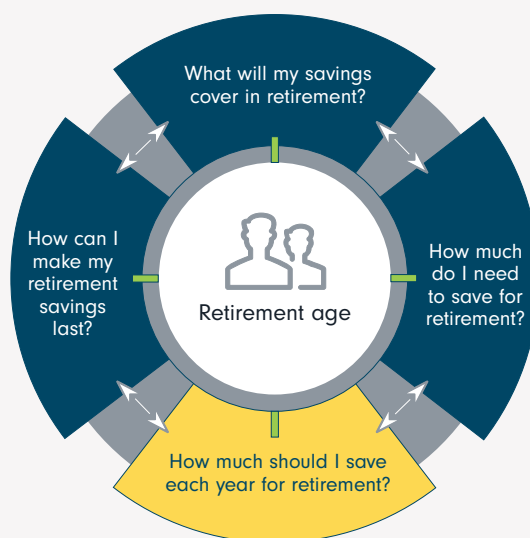 What will my savings
cover in retirement?
How can I
make my
retirement
savings
last?
Retirement age
How much
do I need
to save for
retirement?
How much should I save
each year for retirement?